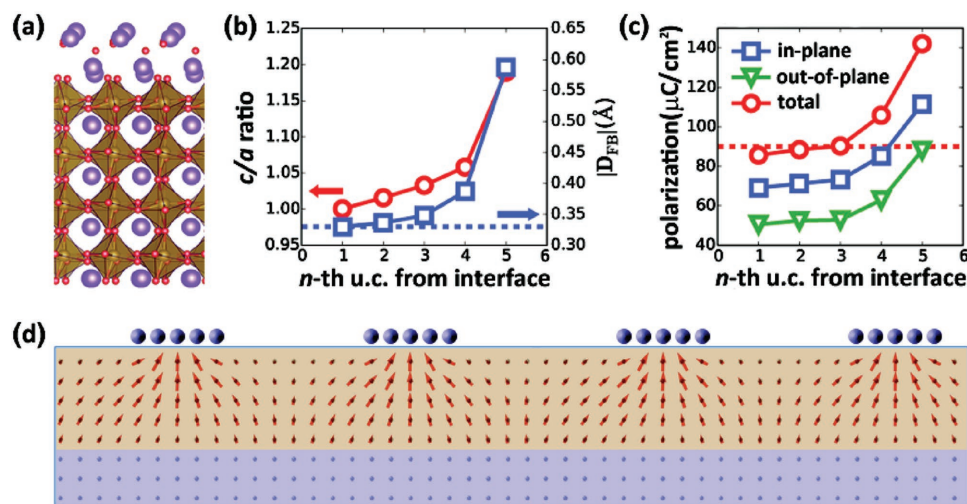 (a)
(b)
1.25
1.20
1.15
1.10
1.05
1.00
0.95
c/a ratio
0.65
0.60
0.55
0.50
0.45
0.40
0.35
0.30
|D_FB|(Å)
0 1 2 3 4 5 6
n-th u.c. from interface
(c)
140
120
100
80
60
40
polarization(μC/cm²)
in-plane
out-of-plane
total
0 1 2 3 4 5 6
n-th u.c. from interface
(d)